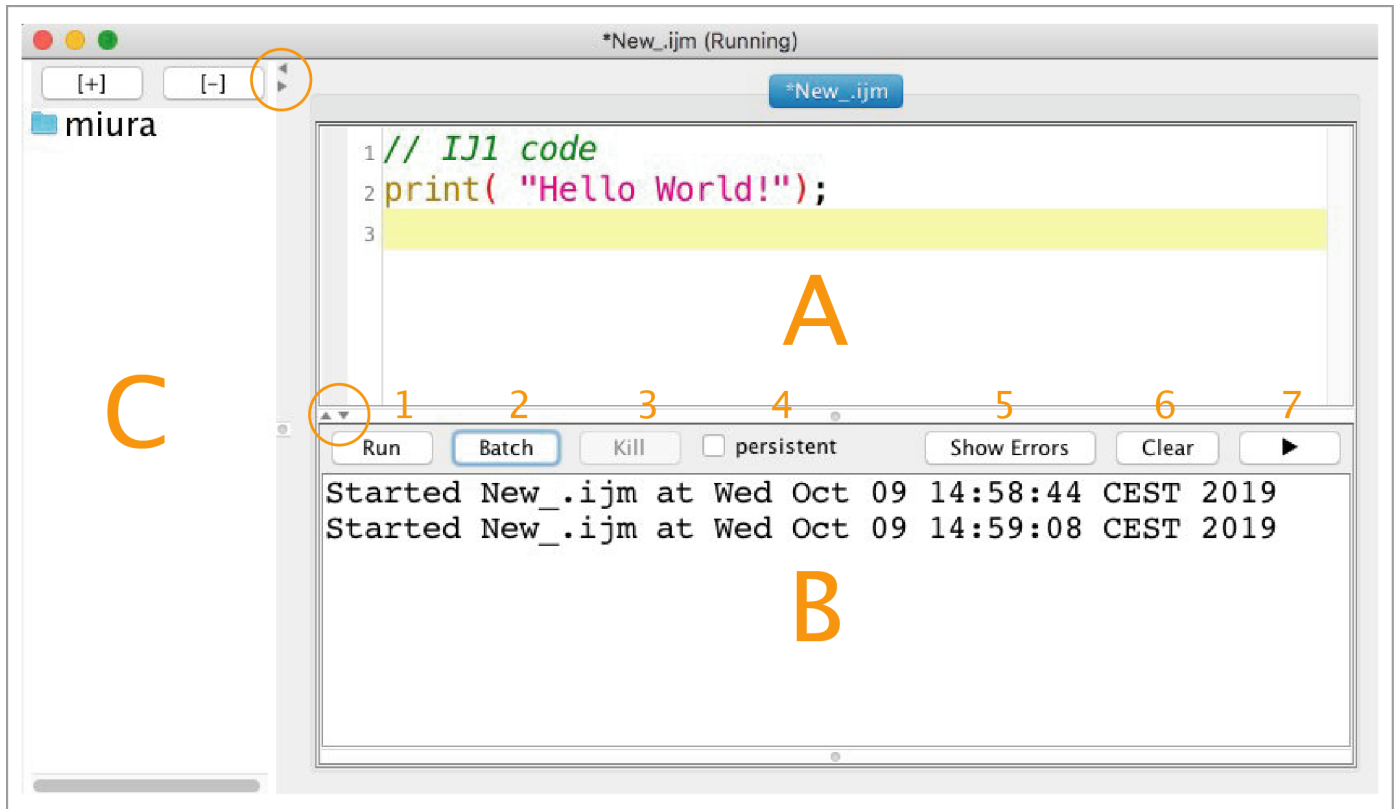 *New_.ijm (Running)
[+] [-]
*New_.ijm
miura
1 // IJ1 code
2 print( "Hello World!");
3
A
C
1 2 3 4 5 6 7
Run Batch Kill persistent Show Errors Clear
Started New_.ijm at Wed Oct 09 14:58:44 CEST 2019
Started New_.ijm at Wed Oct 09 14:59:08 CEST 2019
B